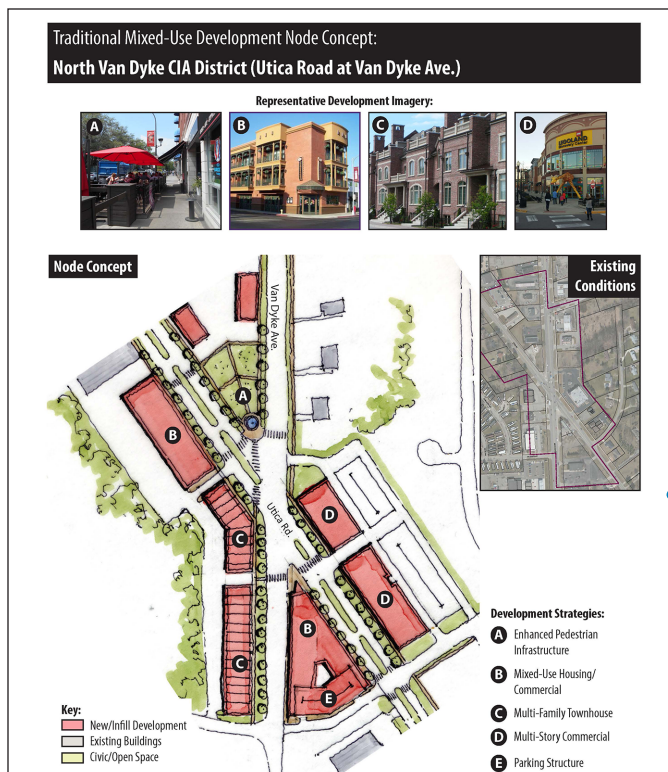 Traditional Mixed-Use Development Node Concept:
North Van Dyke CIA District (Utica Road at Van Dyke Ave.)
Representative Development Imagery:
A
B
C
D
LEGOLAND
Node Concept
Existing
Conditions
Van Dyke Ave.
A
B
Utica Rd.
D
C
D
B
C
E
Key:
New/Infill Development
Existing Buildings
Civic/Open Space
Development Strategies:
A Enhanced Pedestrian
Infrastructure
B Mixed-Use Housing/
Commercial
C Multi-Family Townhouse
D Multi-Story Commercial
E Parking Structure